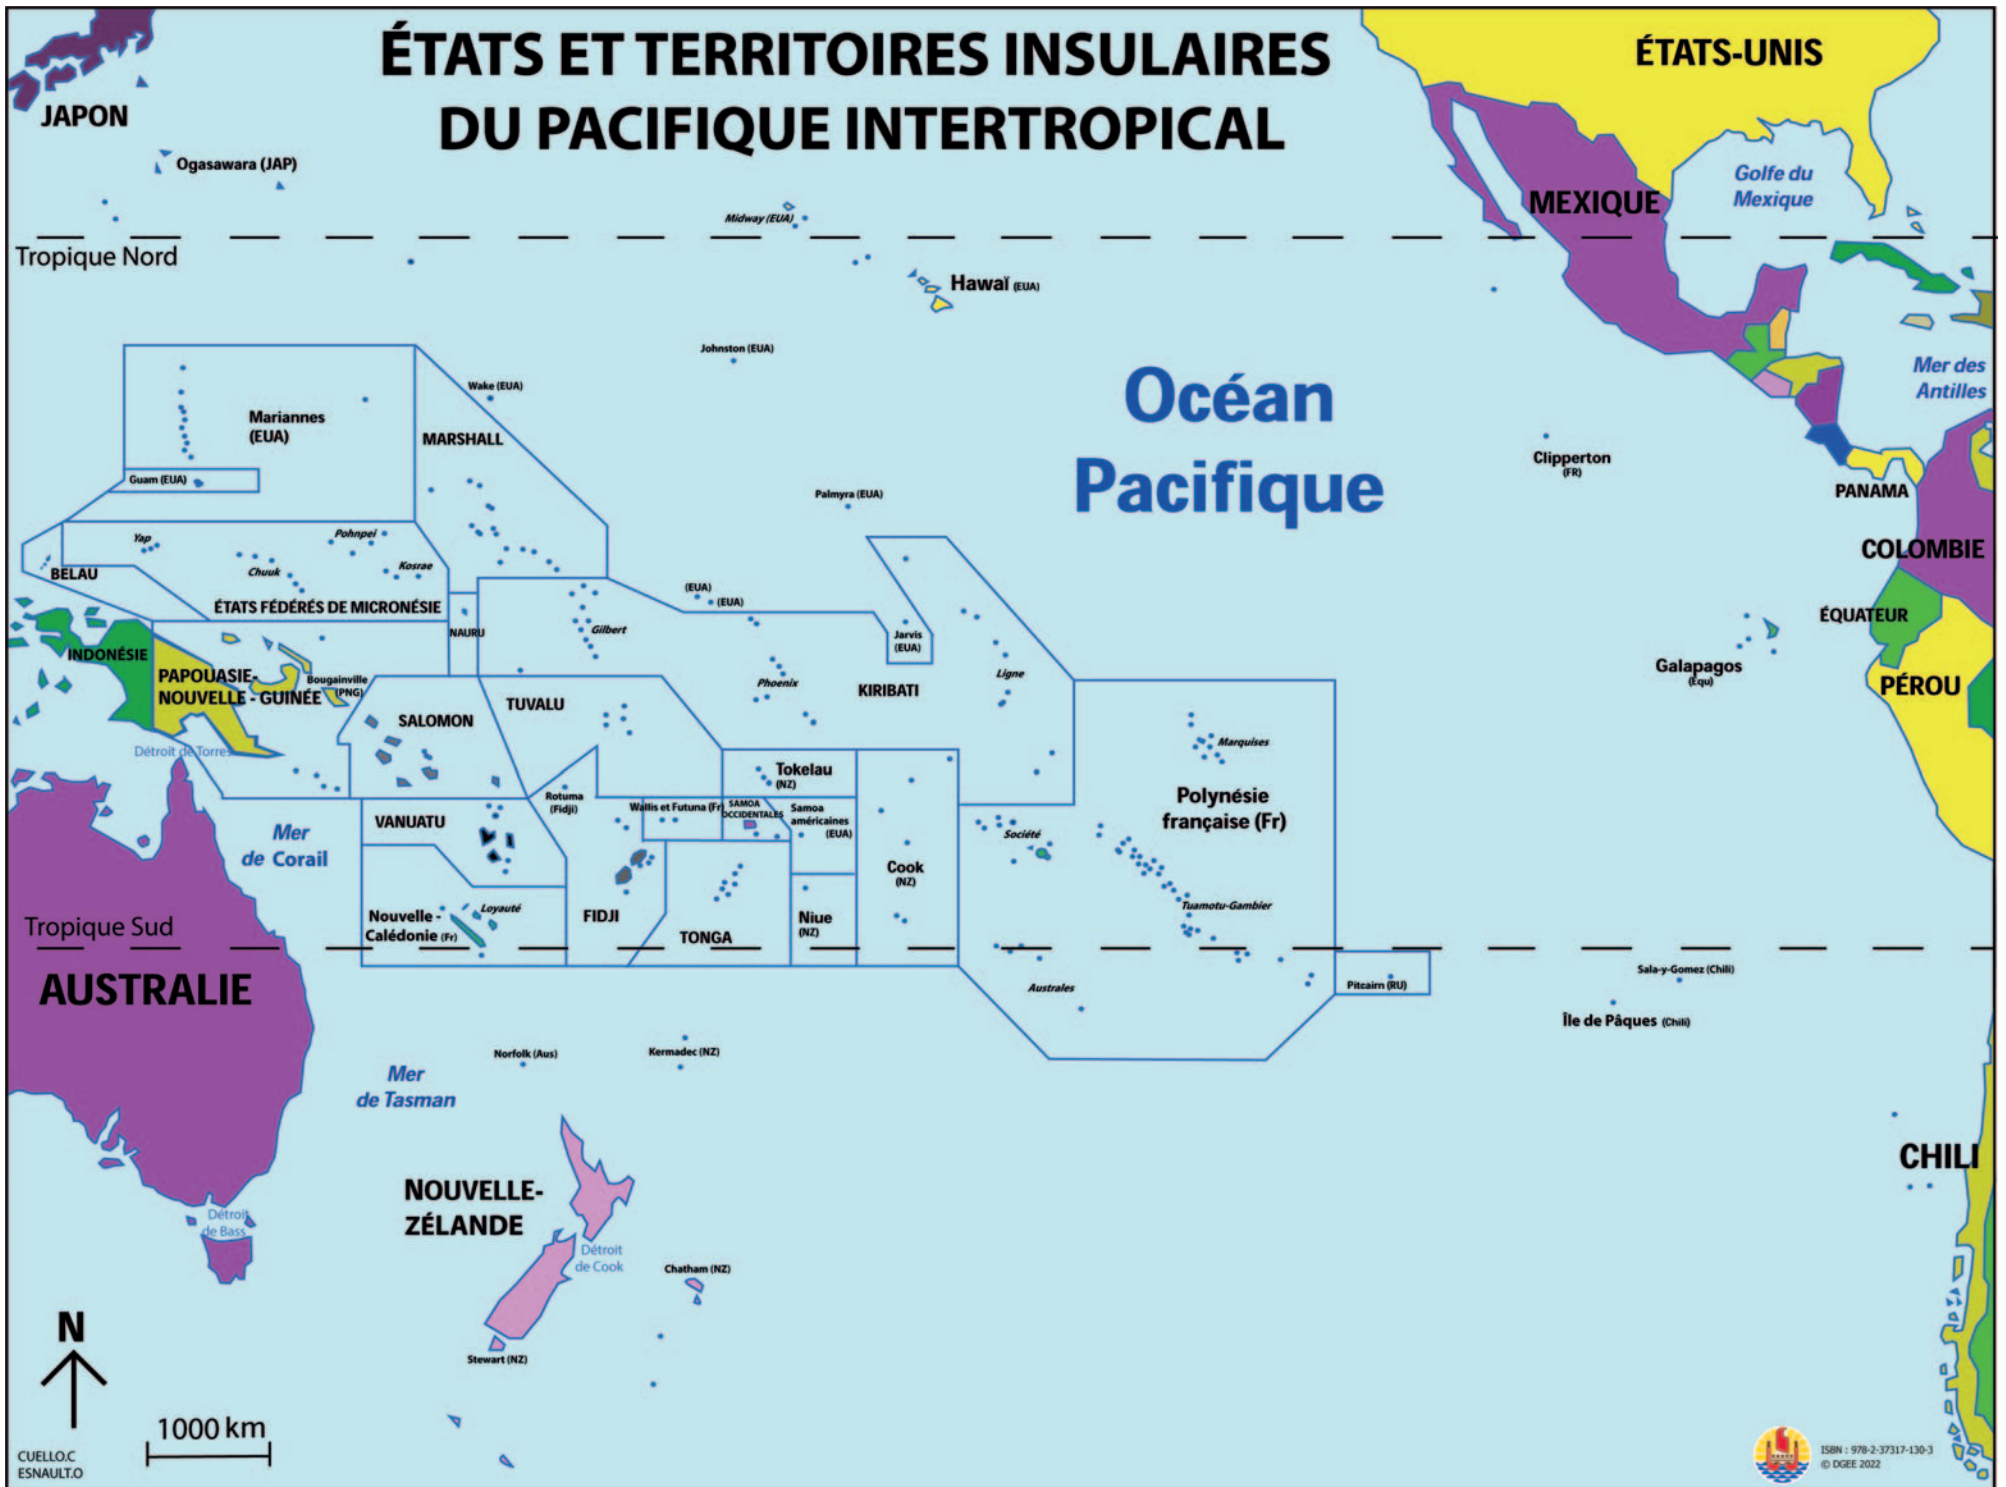 ÉTATS ET TERRITOIRES INSULAIRES
DU PACIFIQUE INTERTROPICAL
JAPON
Ogasawara (JAP)
ÉTATS-UNIS
Golfe du
Mexique
MEXIQUE
Midway (EUA)
Tropique Nord
Hawaï (EUA)
Johnston (EUA)
Mer des
Antilles
Océan
Pacifique
Wake (EUA)
Mariannes
(EUA)
MARSHALL
Guam (EUA)
Clipperton
(FR)
PANAMA
Palmyra (EUA)
COLOMBIE
Yap
Pohnpei
Chuuk
Kosrae
BELAU
ÉTATS FÉDÉRÉS DE MICRONÉSIE
(EUA)
(EUA)
NAURU
Gilbert
Jarvis
(EUA)
ÉQUATEUR
INDONÉSIE
PAPOUASIE-
NOUVELLE - GUINÉE
Bougainville
(PNG)
Phoenix
KIRIBATI
Ligne
Galapagos
(Equ)
PÉROU
SALOMON
TUVALU
Détroit de Torres
Marquises
Tokelau
(NZ)
Rotuma
(Fidji)
Wallis et Futuna (Fr)
SAMOA
OCCIDENTALES
Samoa
américaines
(EUA)
Polynésie
française (Fr)
VANUATU
Mer
de Corail
Société
Cook
(NZ)
Tuamotu-Gambier
Loyauté
Nouvelle -
Calédonie (Fr)
FIDJI
TONGA
Niue
(NZ)
Tropique Sud
AUSTRALIE
Australes
Pitcairn (RU)
Sala-y-Gomez (Chili)
Île de Pâques (Chili)
Norfolk (Aus)
Kermadec (NZ)
Mer
de Tasman
CHILI
NOUVELLE-
ZÉLANDE
Détroit
de Bass
Détroit
de Cook
Chatham (NZ)
Stewart (NZ)
N
1000 km
CUELLO.C
ESNAULT.O
ISBN : 978-2-37317-130-3
© DGEE 2022